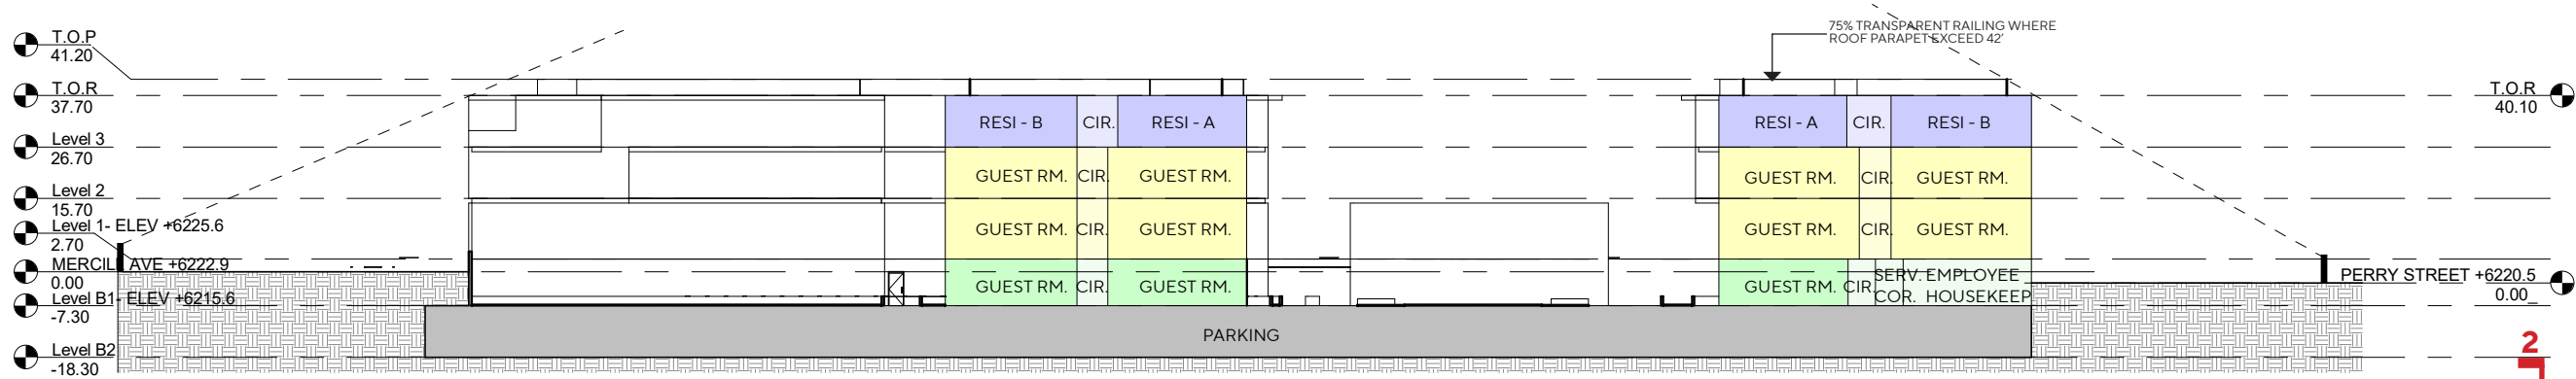 75% TRANSPARENT RAILING WHERE
ROOF PARAPET EXCEED 42'
T.O.P
41.20
T.O.R
37.70
T.O.R
40.10
RESI - B CIR. RESI - A RESI - A CIR. RESI - B
Level 3
26.70
GUEST RM. CIR. GUEST RM. GUEST RM. CIR. GUEST RM.
Level 2
15.70
Level 1- ELEV +6225.6
2.70
GUEST RM. CIR. GUEST RM. GUEST RM. CIR. GUEST RM.
MERCILL AVE +6222.9
0.00
PERRY STREET +6220.5
0.00_
GUEST RM. CIR. GUEST RM. GUEST RM. CIR. SERV. EMPLOYEE
COR. HOUSEKEEP
Level B1- ELEV +6215.6
-7.30
PARKING
Level B2
-18.30
2